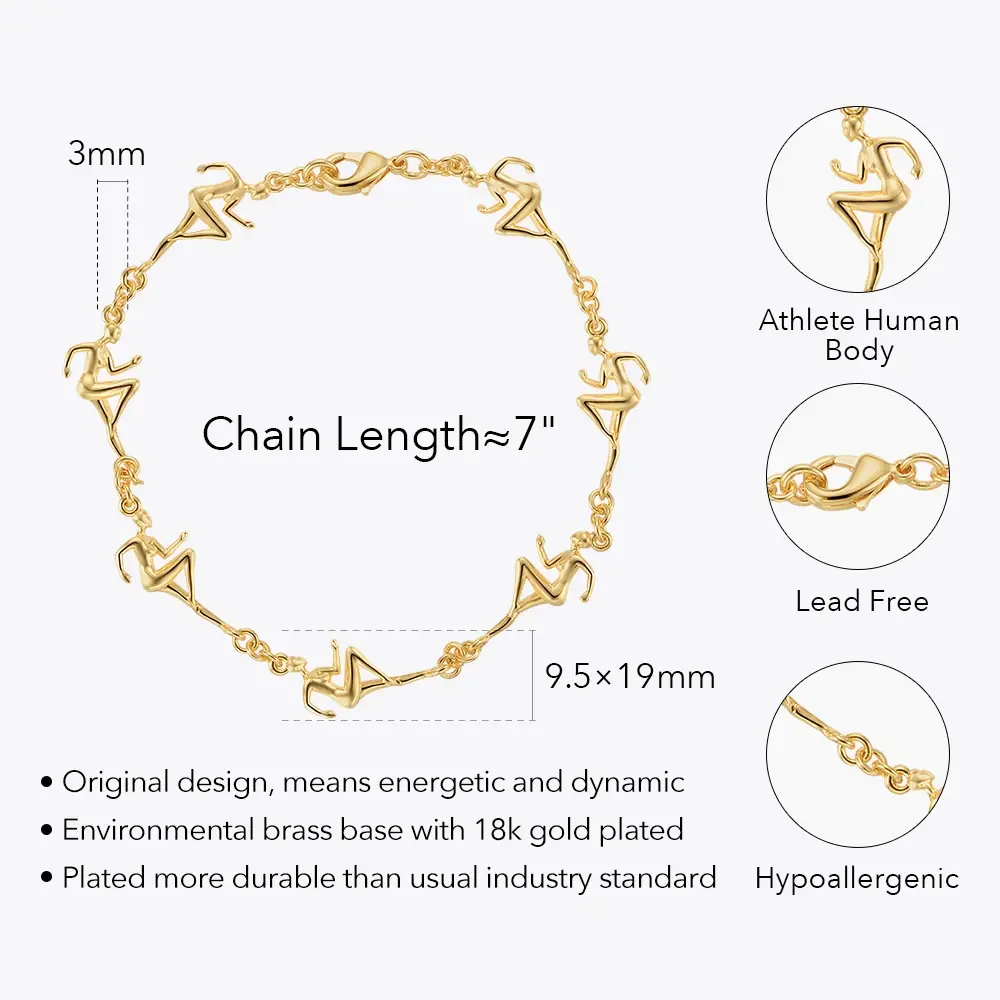 3mm
Chain Length≈7"
9.5×19mm
• Original design, means energetic and dynamic
• Environmental brass base with 18k gold plated
• Plated more durable than usual industry standard
Athlete Human
Body
Lead Free
Hypoallergenic